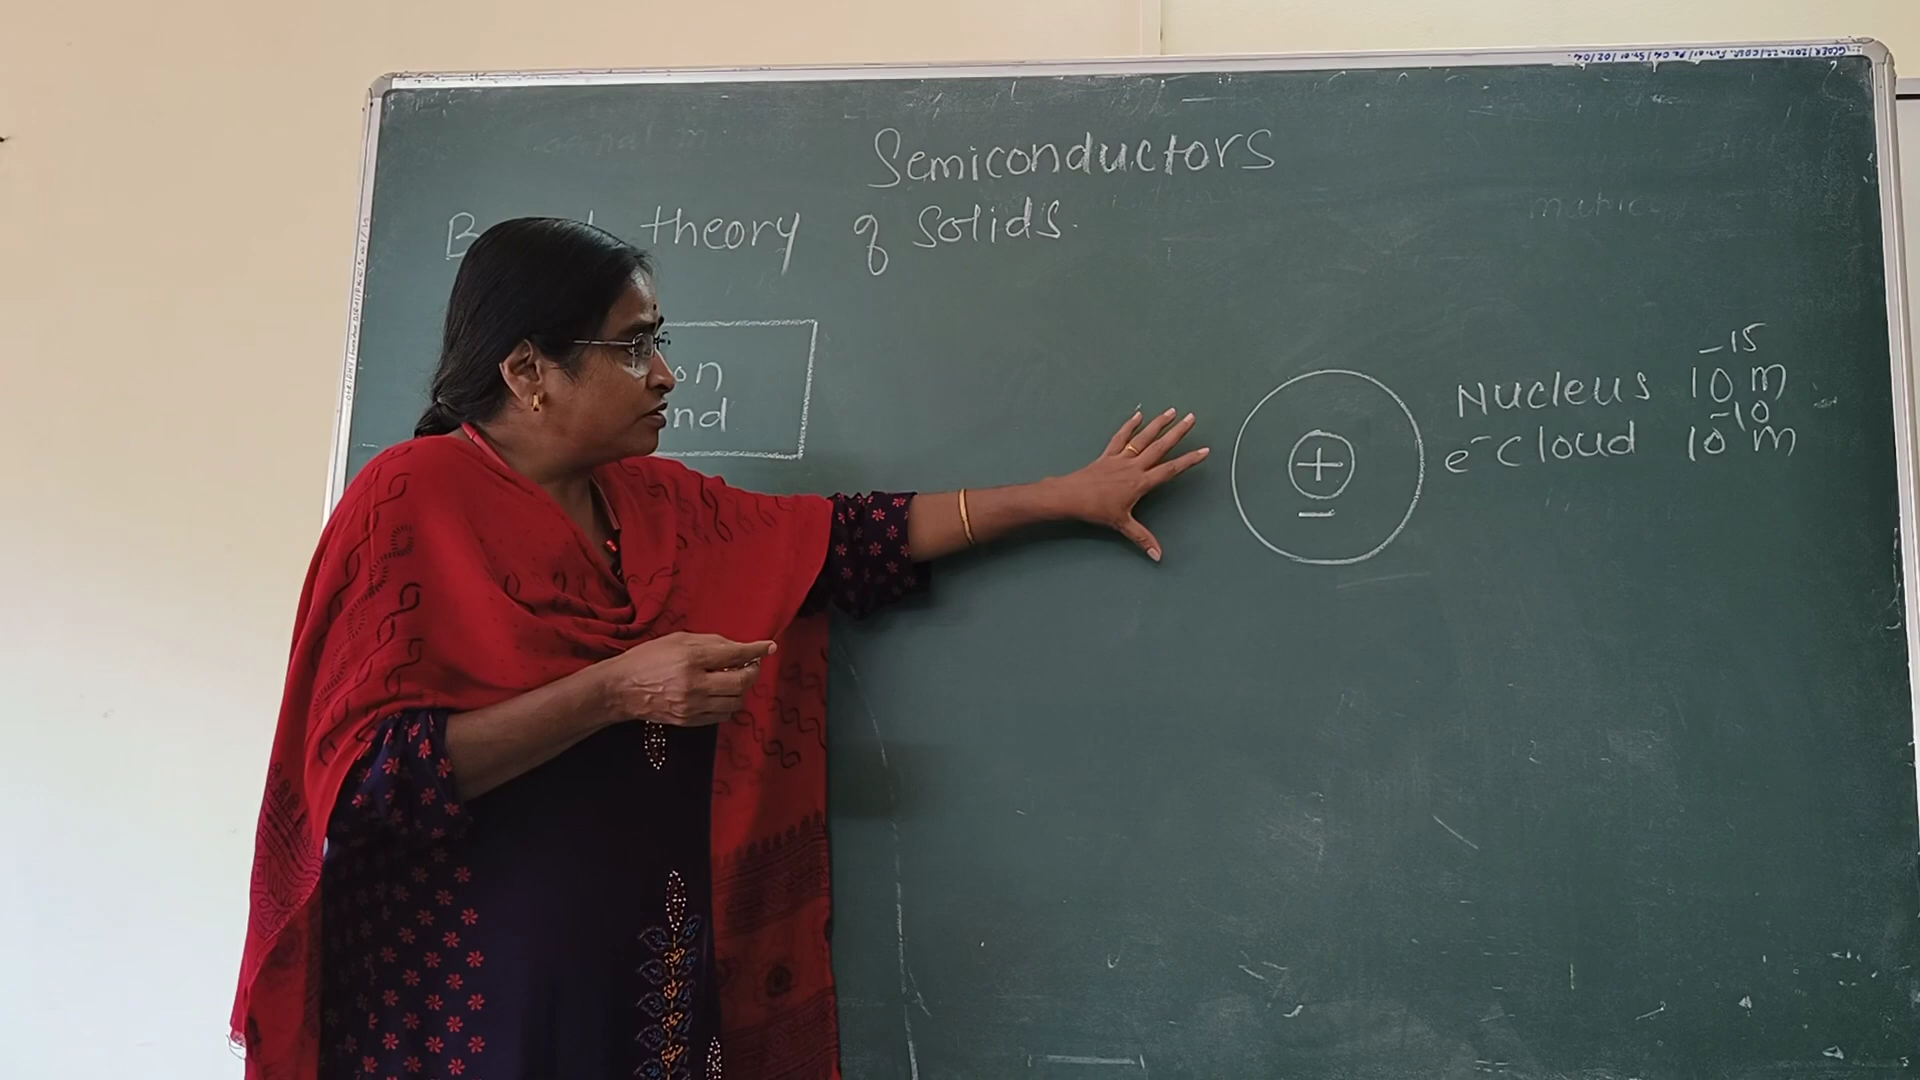 Semiconductors
theory of solids.
on
nd
+
-
Nucleus 10^-15 m
e^- cloud 10^-10 m